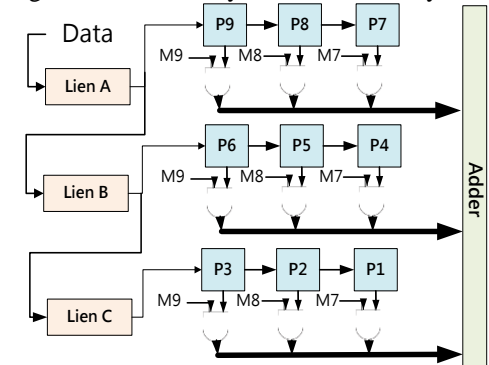 Data
P9 P8 P7
M9 M8 M7
Lien A
P6 P5 P4
M9 M8 M7
Lien B
Adder
P3 P2 P1
M9 M8 M7
Lien C